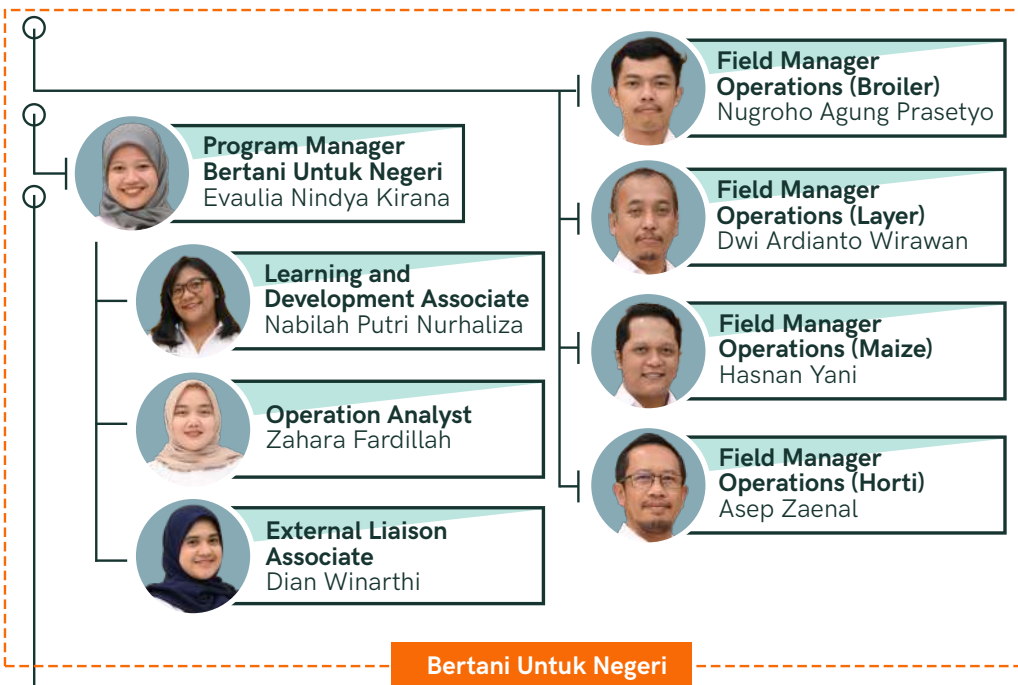 Program Manager
Bertani Untuk Negeri
Evaulia Nindya Kirana
Learning and
Development Associate
Nabilah Putri Nurhaliza
Operation Analyst
Zahara Fardillah
External Liaison
Associate
Dian Winarthi
Field Manager
Operations (Broiler)
Nugroho Agung Prasetyo
Field Manager
Operations (Layer)
Dwi Ardianto Wirawan
Field Manager
Operations (Maize)
Hasnan Yani
Field Manager
Operations (Horti)
Asep Zaenal
Bertani Untuk Negeri